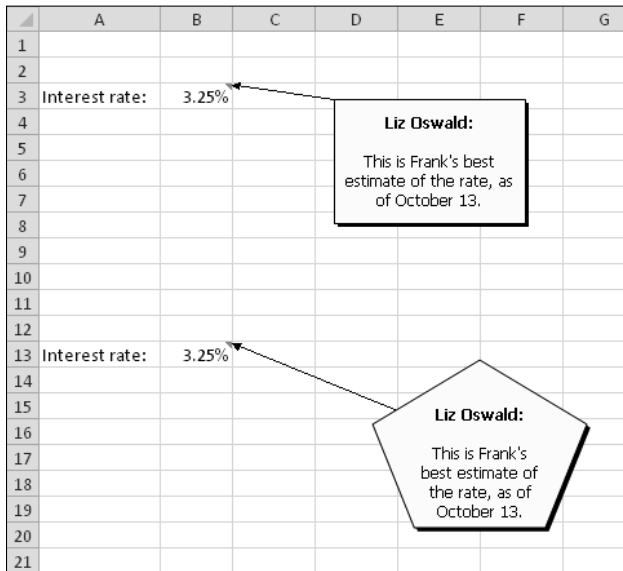 A B C D E F G
1
2
3 Interest rate: 3.25%
4 Liz Oswald:
5
This is Frank's best
6 estimate of the rate, as
7 of October 13.
8
9
10
11
12
13 Interest rate: 3.25%
14
15 Liz Oswald:
16
17 This is Frank's
18 best estimate of
the rate, as of
19 October 13.
20
21